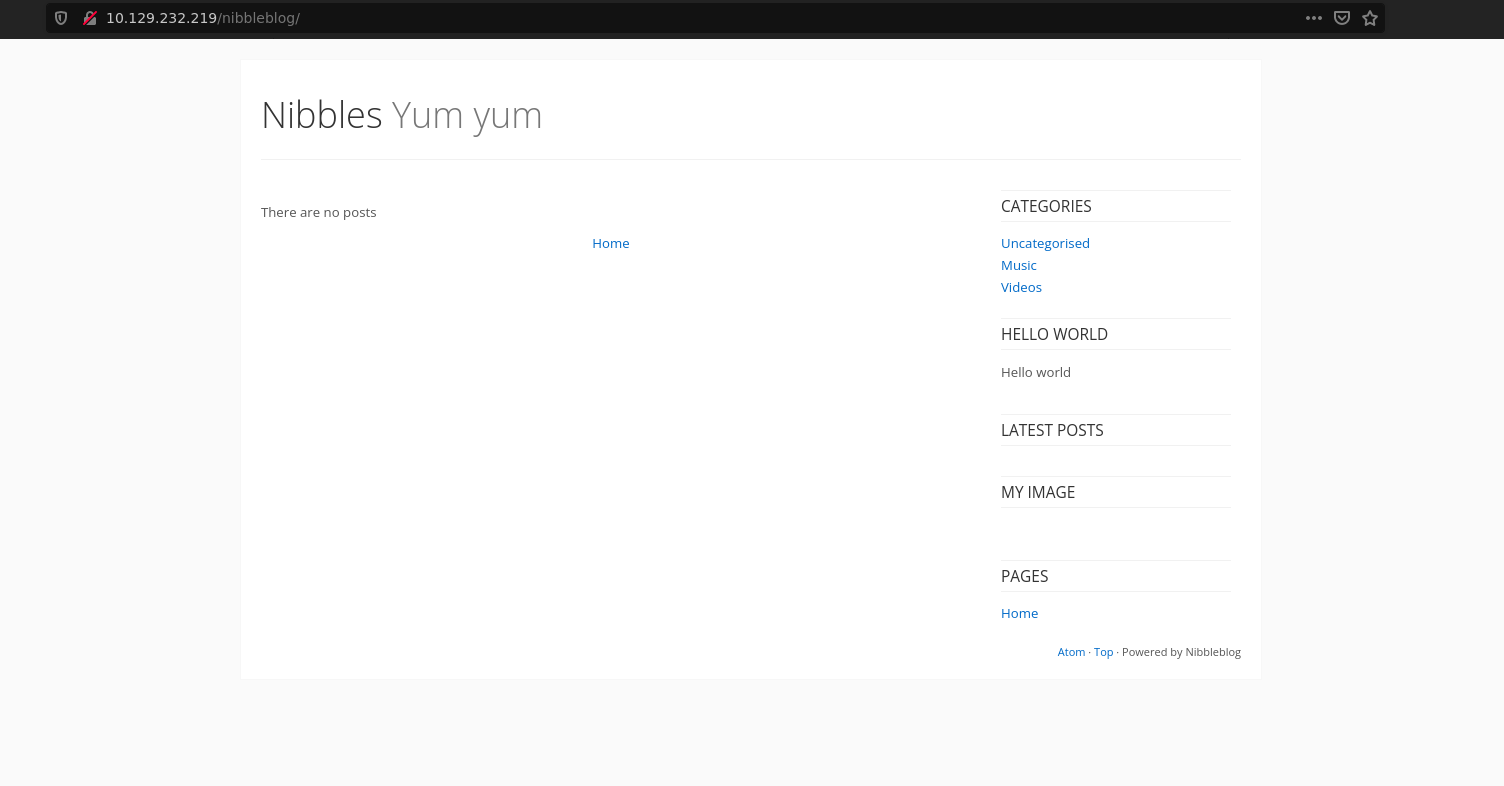 10.129.232.219/nibbleblog/
Nibbles Yum yum
There are no posts
Home
CATEGORIES
Uncategorised
Music
Videos
HELLO WORLD
Hello world
LATEST POSTS
MY IMAGE
PAGES
Home
Atom · Top · Powered by Nibbleblog